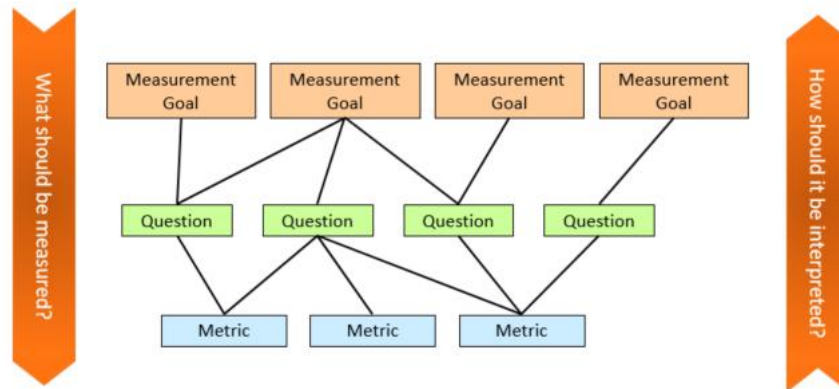 What should be measured?
Measurement
Goal
Measurement
Goal
Measurement
Goal
Measurement
Goal
How should it be interpreted?
Question
Question
Question
Question
Metric
Metric
Metric